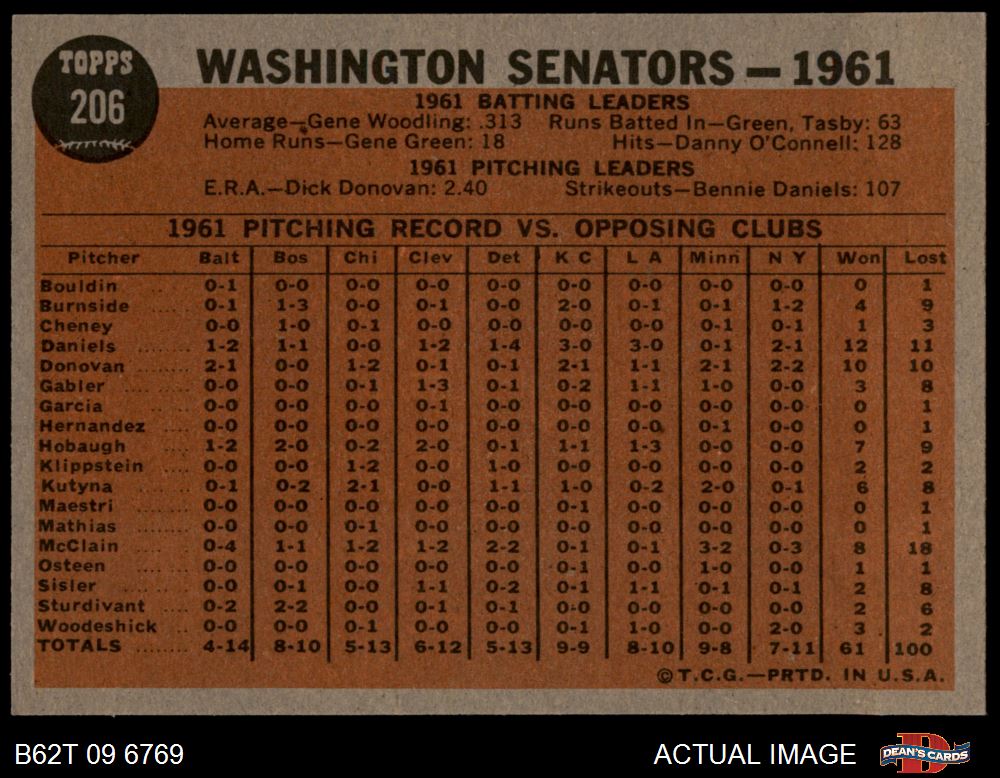 TOPPS
206
WASHINGTON SENATORS — 1961
1961 BATTING LEADERS
Average—Gene Woodling: .313 Runs Batted In—Green, Tasby: 63
Home Runs—Gene Green: 18 Hits—Danny O'Connell: 128
1961 PITCHING LEADERS
E.R.A.—Dick Donovan: 2.40 Strikeouts—Bennie Daniels: 107
1961 PITCHING RECORD VS. OPPOSING CLUBS
Pitcher Balt Bos Chi Clev Det K C L A Minn N Y Won Lost
Bouldin ..... 0-1 0-0 0-0 0-0 0-0 0-0 0-0 0-0 0-0 0 1
Burnside ..... 0-1 1-3 0-0 0-1 0-0 2-0 0-1 0-1 1-2 4 9
Cheney ..... 0-0 1-0 0-1 0-0 0-0 0-0 0-0 0-1 0-1 1 3
Daniels ........ 1-2 1-1 0-0 1-2 1-4 3-0 3-0 0-1 2-1 12 11
Donovan ........ 2-1 0-0 1-2 0-1 0-1 2-1 1-1 2-1 2-2 10 10
Gabler ..... 0-0 0-0 0-1 1-3 0-1 0-2 1-1 1-0 0-0 3 8
Garcia ........ 0-0 0-0 0-0 0-1 0-0 0-0 0-0 0-0 0-0 0 1
Hernandez .... 0-0 0-0 0-0 0-0 0-0 0-0 0-0 0-1 0-0 0 1
Hobaugh .... 1-2 2-0 0-2 2-0 0-1 1-1 1-3 0-0 0-0 7 9
Klippstein .... 0-0 0-0 1-2 0-0 1-0 0-0 0-0 0-0 0-0 2 2
Kutyna ........ 0-1 0-2 2-1 0-0 1-1 1-0 0-2 2-0 0-1 6 8
Maestri ........ 0-0 0-0 0-0 0-0 0-0 0-1 0-0 0-0 0-0 0 1
Mathias ........ 0-0 0-0 0-1 0-0 0-0 0-0 0-0 0-0 0-0 0 1
McClain ........ 0-4 1-1 1-2 1-2 2-2 0-1 0-1 3-2 0-3 8 18
Osteen ........ 0-0 0-0 0-0 0-0 0-0 0-1 0-0 1-0 0-0 1 1
Sisler ........ 0-0 0-1 0-0 1-1 0-2 0-1 1-1 0-1 0-1 2 8
Sturdivant .... 0-2 2-2 0-0 0-1 0-1 0-0 0-0 0-0 0-0 2 6
Woodeshick .. 0-0 0-0 0-1 0-0 0-0 0-1 1-0 0-0 2-0 3 2
TOTALS ........ 4-14 8-10 5-13 6-12 5-13 9-9 8-10 9-8 7-11 61 100
© T.C.G.—PRTD. IN U.S.A.
B62T 09 6769 ACTUAL IMAGE DEAN'S CARDS